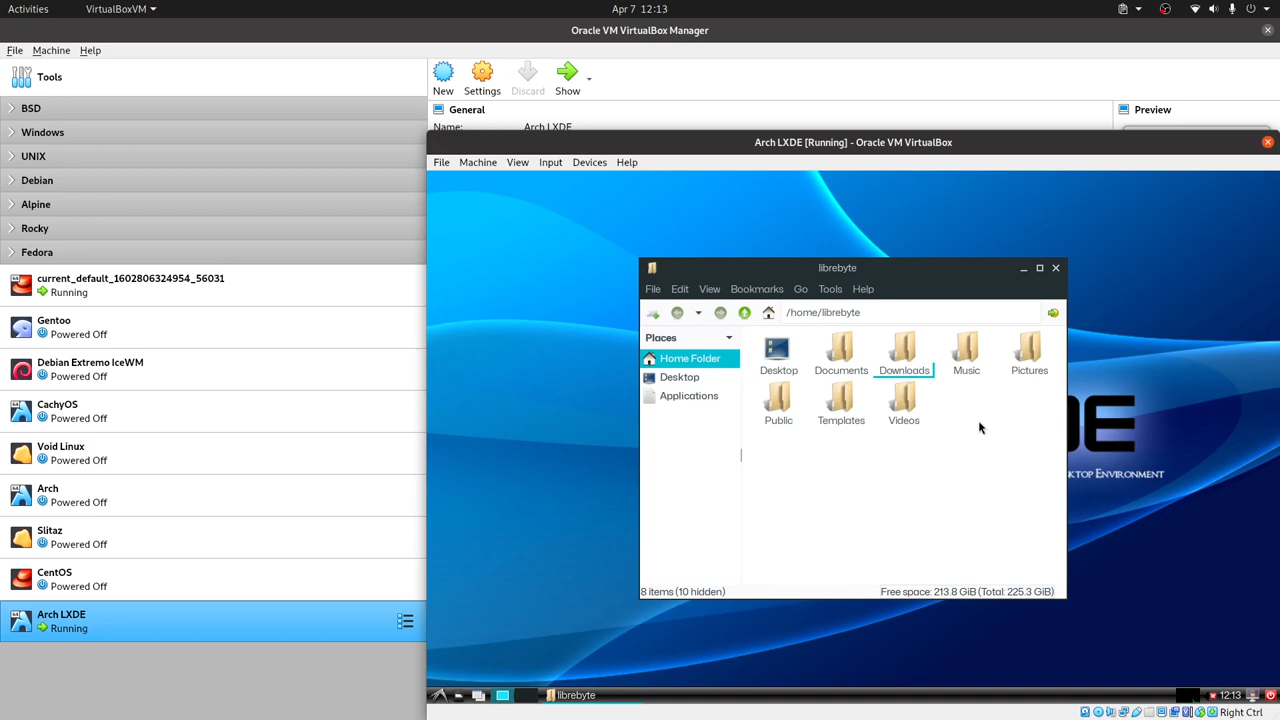 Activities VirtualBoxVM Apr 7 12:13
Oracle VM VirtualBox Manager
File Machine Help
Tools
New Settings Discard Show
BSD
Windows
UNIX
Debian
Alpine
Rocky
Fedora
current_default_1602806324954_56031
Running
Gentoo
Powered Off
Debian Extremo IceWM
Powered Off
CachyOS
Powered Off
Void Linux
Powered Off
Arch
Powered Off
Slitaz
Powered Off
CentOS
Powered Off
Arch LXDE
Running
General
Preview
Name: Arch LXDE
Arch LXDE [Running] - Oracle VM VirtualBox
File Machine View Input Devices Help
librebyte
File Edit View Bookmarks Go Tools Help
/home/librebyte
Places
Home Folder
Desktop
Applications
Desktop Documents Downloads Music Pictures
Public Templates Videos
8 items (10 hidden) Free space: 213.8 GiB (Total: 225.3 GiB)
DE
KTOP ENVIRONMENT
librebyte 12:13
Right Ctrl